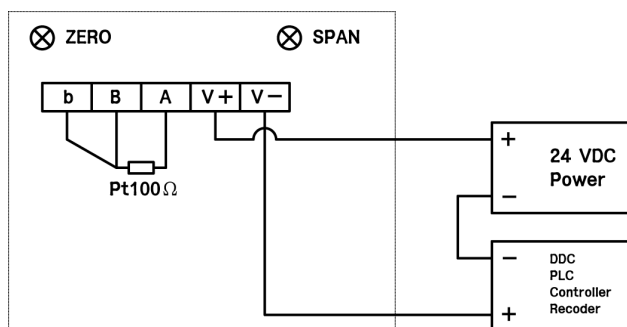 ZERO
SPAN
b B A V+ V−
Pt100Ω
+
24 VDC
Power
−
−
DDC
PLC
Controller
Recoder
+